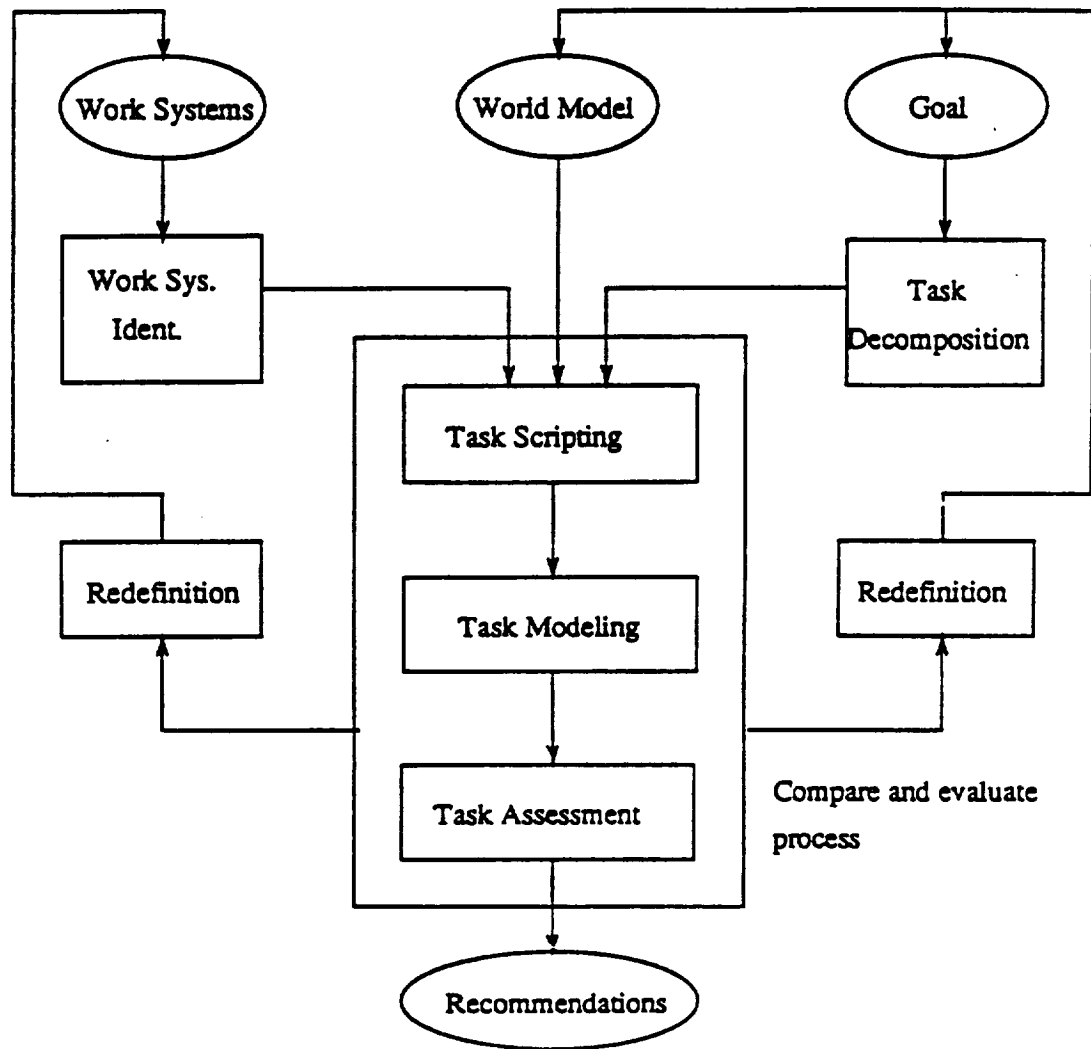 Work Systems
World Model
Goal
Work Sys.
Ident.
Task
Decomposition
Task Scripting
Redefinition
Redefinition
Task Modeling
Task Assessment
Compare and evaluate
process
Recommendations